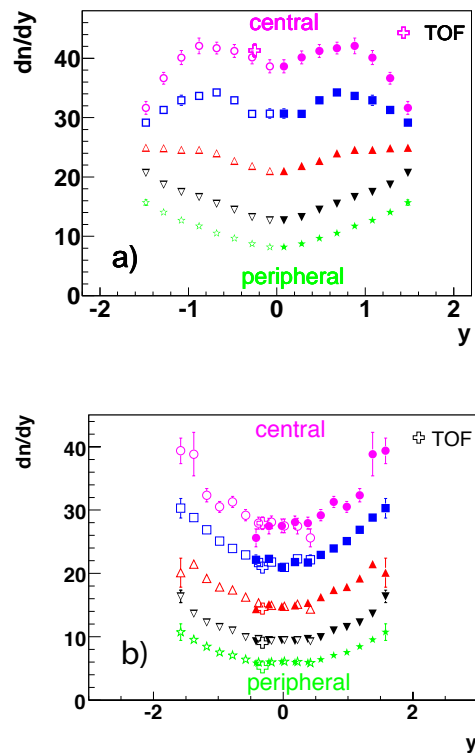 dn/dy
central
TOF
40
30
20
10
0
a)
peripheral
-2
-1
0
1
2
y
dn/dy
central
TOF
40
30
20
10
0
b)
peripheral
-2
0
2
y